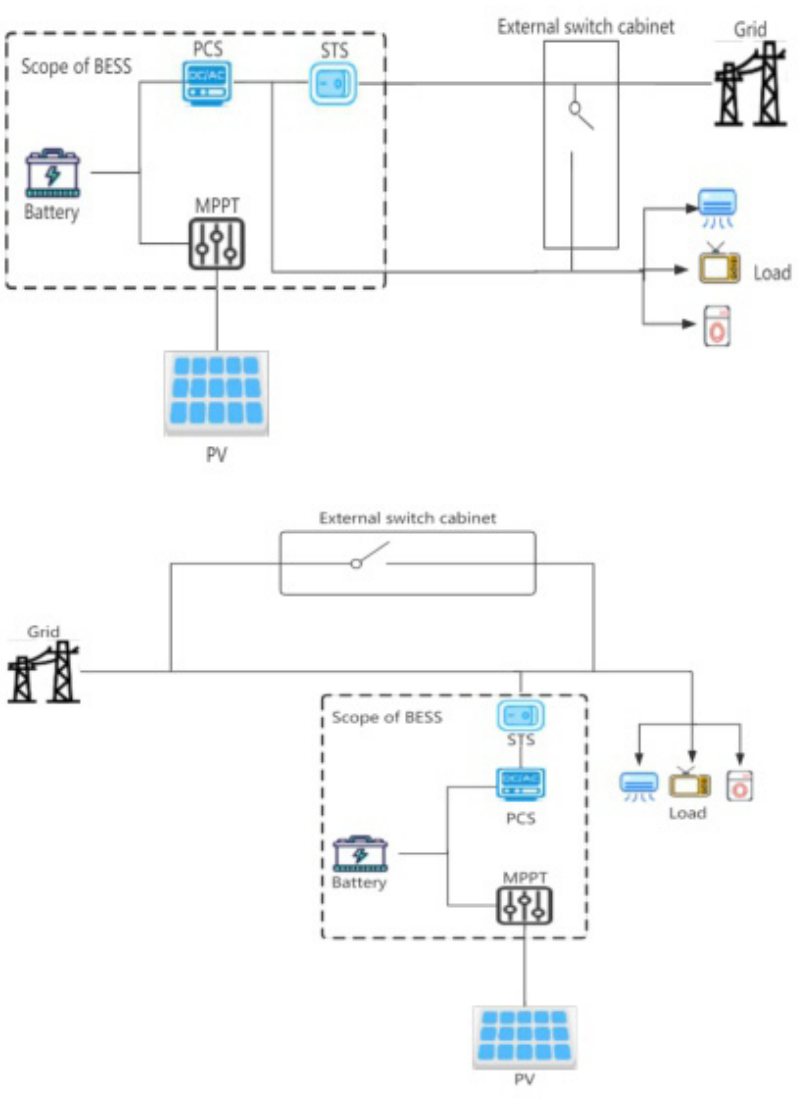 External switch cabinet
Grid
PCS
STS
Scope of BESS
DC/AC
Battery
MPPT
Load
PV
External switch cabinet
Grid
Scope of BESS
STS
DC/AC
PCS
Load
Battery
MPPT
PV